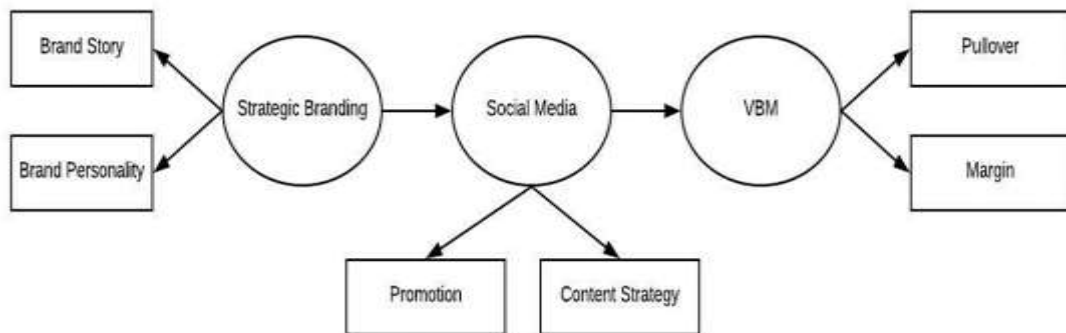 Brand Story
Pullover
Strategic Branding
Social Media
VBM
Brand Personality
Margin
Promotion
Content Strategy